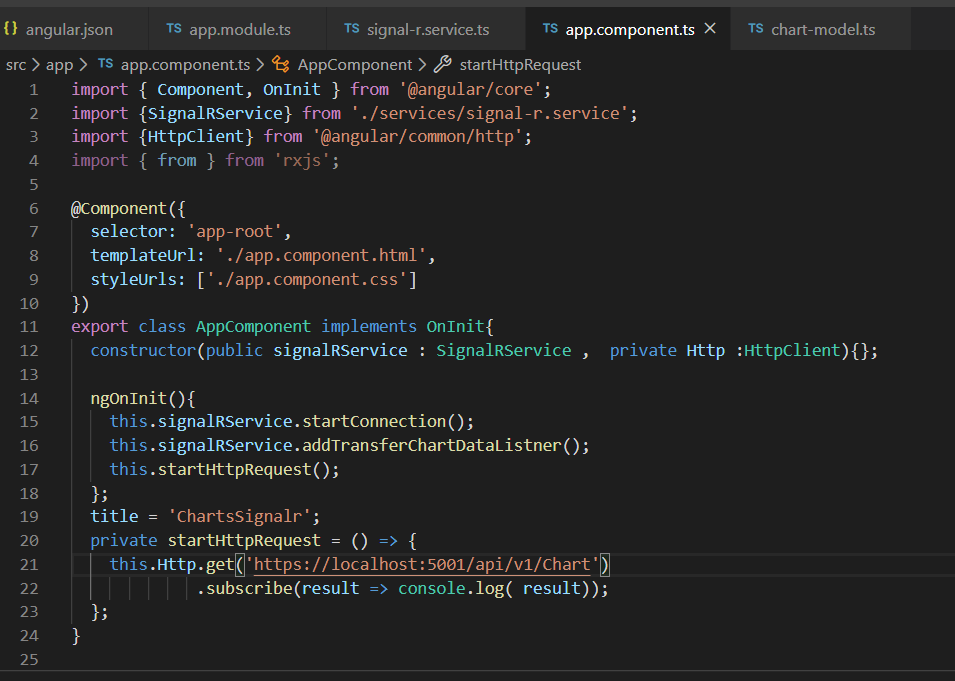 {} angular.json TS app.module.ts TS signal-r.service.ts TS app.component.ts × TS chart-model.ts
src > app > TS app.component.ts > AppComponent > startHttpRequest
1 import { Component, OnInit } from '@angular/core';
2 import {SignalRService} from './services/signal-r.service';
3 import {HttpClient} from '@angular/common/http';
4 import { from } from 'rxjs';
5
6 @Component({
7   selector: 'app-root',
8   templateUrl: './app.component.html',
9   styleUrls: ['./app.component.css']
10 })
11 export class AppComponent implements OnInit{
12   constructor(public signalRService : SignalRService ,  private Http :HttpClient){};
13
14   ngOnInit(){
15     this.signalRService.startConnection();
16     this.signalRService.addTransferChartDataListner();
17     this.startHttpRequest();
18   };
19   title = 'ChartsSignalr';
20   private startHttpRequest = () => {
21     this.Http.get('https://localhost:5001/api/v1/Chart')
22              .subscribe(result => console.log( result));
23   };
24 }
25